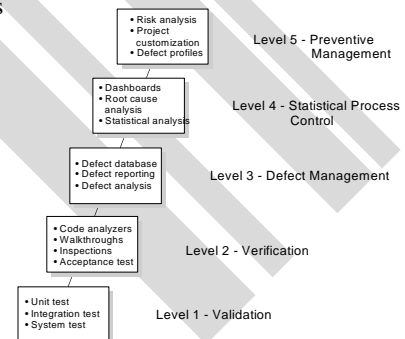 s
• Risk analysis
• Project
customization
• Defect profiles
Level 5 - Preventive
Management
• Dashboards
• Root cause
analysis
• Statistical analysis
Level 4 - Statistical Process
Control
• Defect database
• Defect reporting
• Defect analysis
Level 3 - Defect Management
• Code analyzers
• Walkthroughs
• Inspections
• Acceptance test
Level 2 - Verification
• Unit test
• Integration test
• System test
Level 1 - Validation